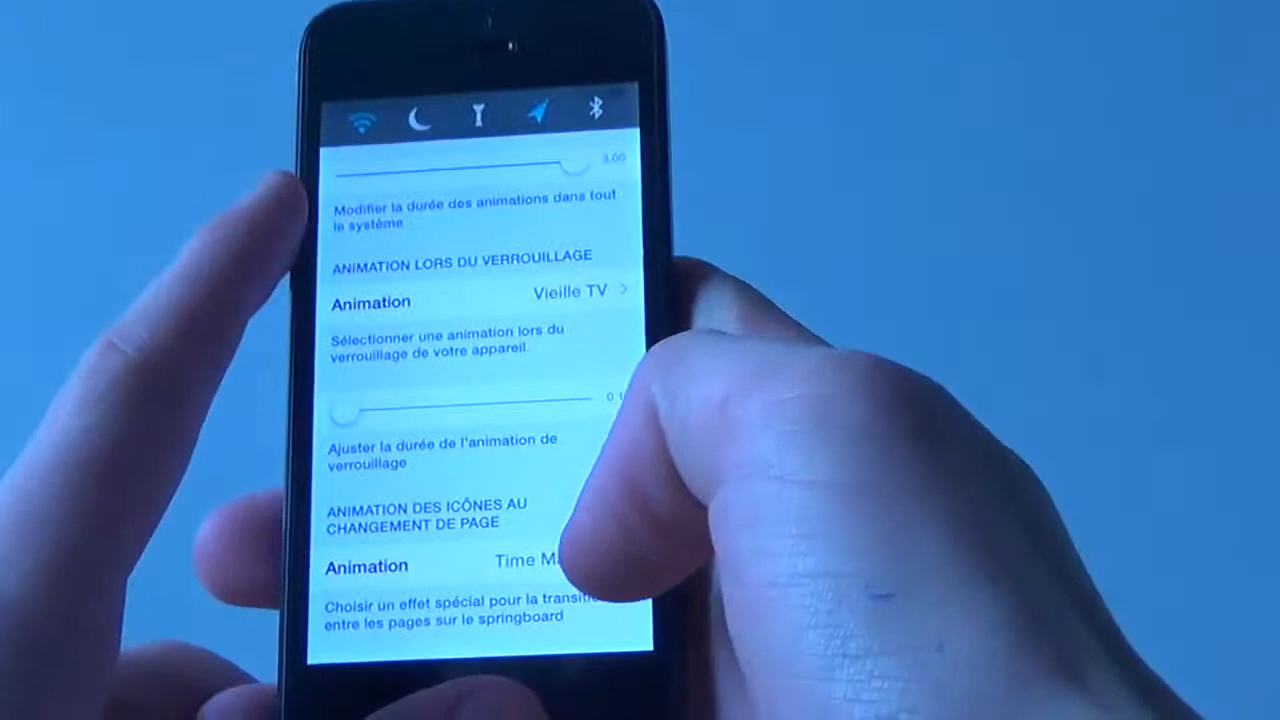 3.00
Modifier la durée des animations dans tout
le système
ANIMATION LORS DU VERROUILLAGE
Animation Vieille TV
Sélectionner une animation lors du
verrouillage de votre appareil.
Ajuster la durée de l'animation de
verrouillage
ANIMATION DES ICÔNES AU
CHANGEMENT DE PAGE
Animation Time
Choisir un effet spécial pour la
entre les pages sur le springboard